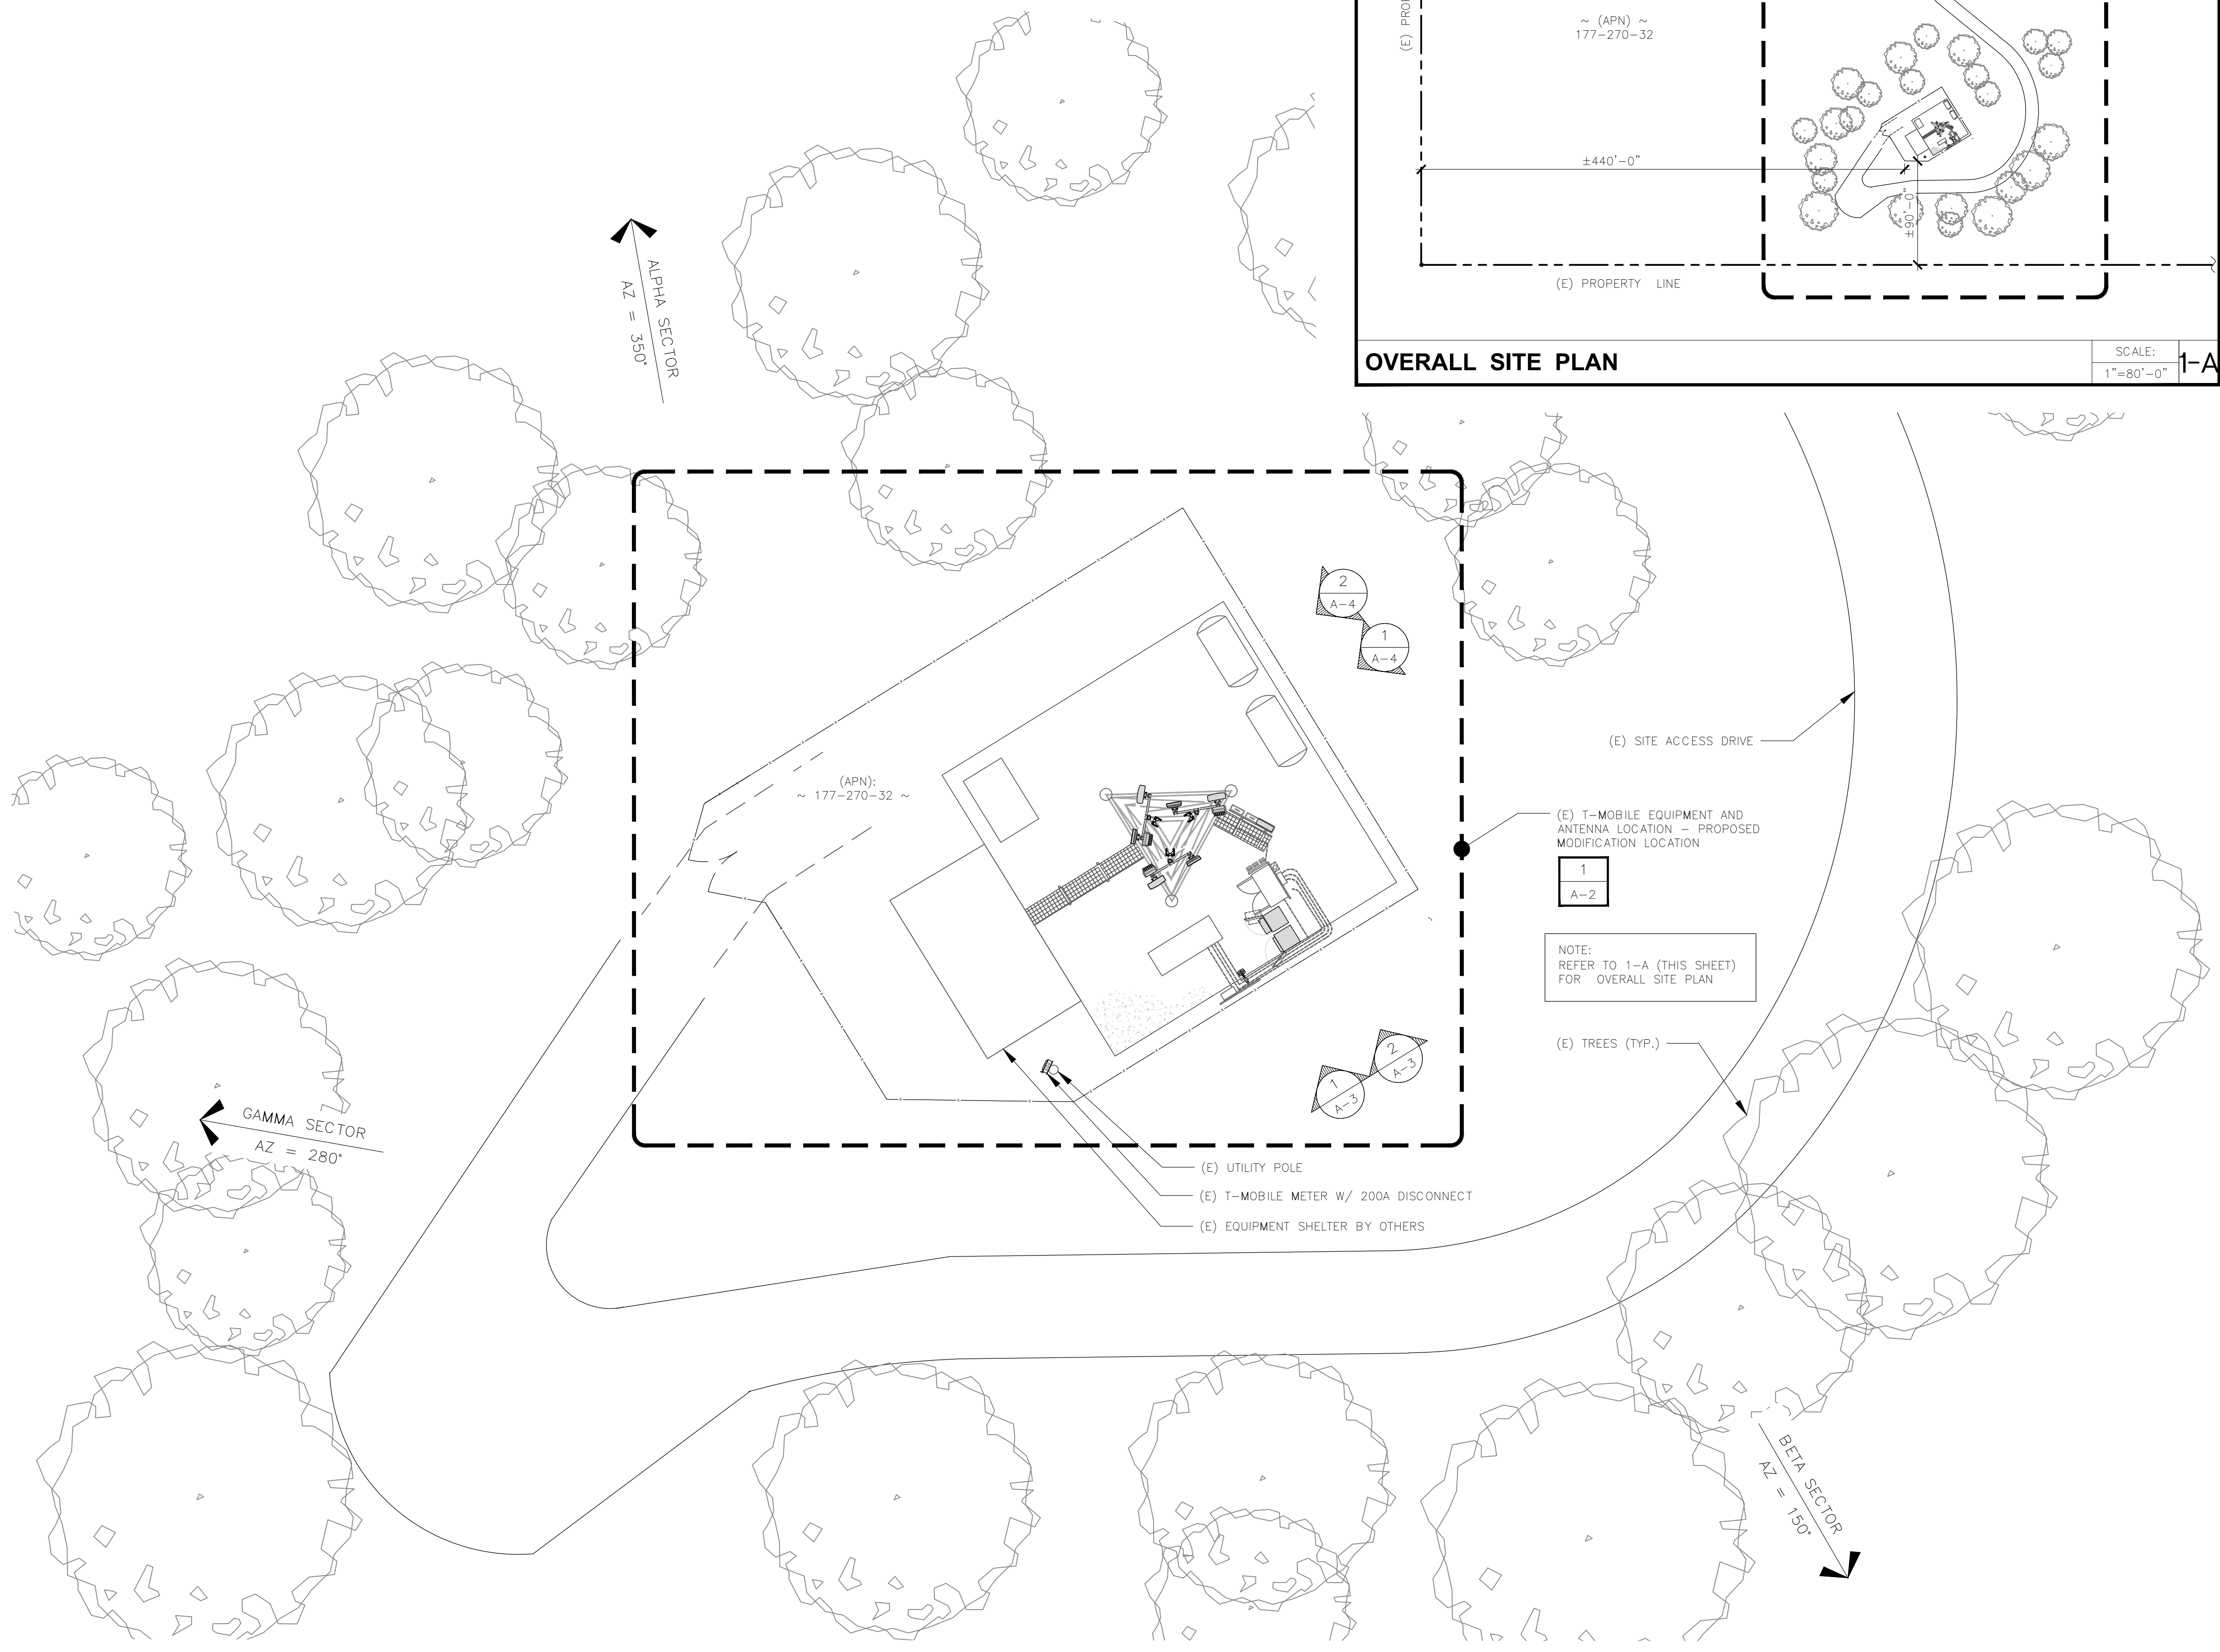 (E) PROP
~ (APN) ~
177-270-32
±440'-0"
±90'-0"
(E) PROPERTY LINE
OVERALL SITE PLAN
SCALE:
1"=80'-0"
1-A
ALPHA SECTOR
AZ = 350°
2
A-4
1
A-4
(E) SITE ACCESS DRIVE
(APN):
~ 177-270-32 ~
(E) T-MOBILE EQUIPMENT AND
ANTENNA LOCATION – PROPOSED
MODIFICATION LOCATION
1
A-2
NOTE:
REFER TO 1-A (THIS SHEET)
FOR OVERALL SITE PLAN
(E) TREES (TYP.)
2
A-3
1
A-3
GAMMA SECTOR
AZ = 280°
(E) UTILITY POLE
(E) T-MOBILE METER W/ 200A DISCONNECT
(E) EQUIPMENT SHELTER BY OTHERS
BETA SECTOR
AZ = 150°